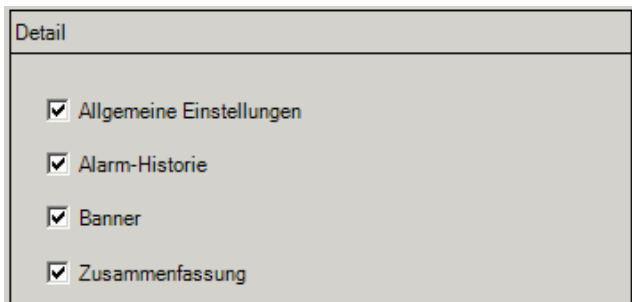 Detail
Allgemeine Einstellungen
Alarm-Historie
Banner
Zusammenfassung